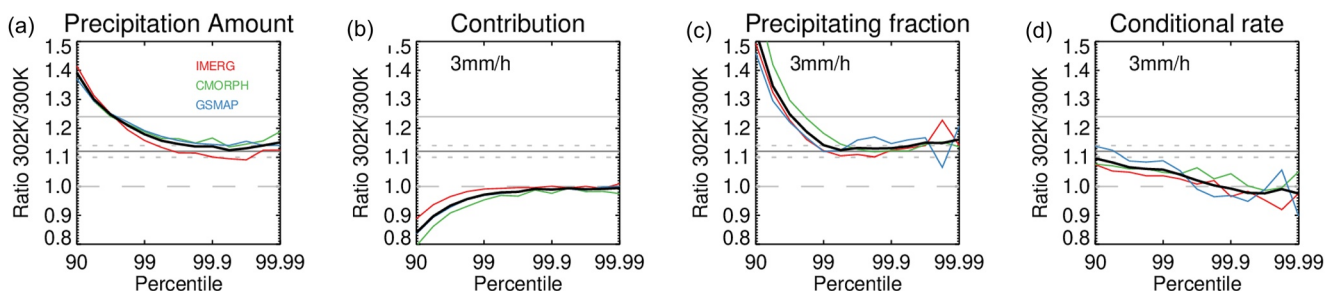 (a) Precipitation Amount
Ratio 302K/300K
1.5
1.4
1.3
1.2
1.1
1.0
0.9
0.8
IMERG
CMORPH
GSMAP
90 99 99.9 99.99
Percentile
(b) Contribution
Ratio 302K/300K
1.5
1.4
1.3
1.2
1.1
1.0
0.9
0.8
3mm/h
90 99 99.9 99.99
Percentile
(c) Precipitating fraction
Ratio 302K/300K
1.5
1.4
1.3
1.2
1.1
1.0
0.9
0.8
3mm/h
90 99 99.9 99.99
Percentile
(d) Conditional rate
Ratio 302K/300K
1.5
1.4
1.3
1.2
1.1
1.0
0.9
0.8
3mm/h
90 99 99.9 99.99
Percentile